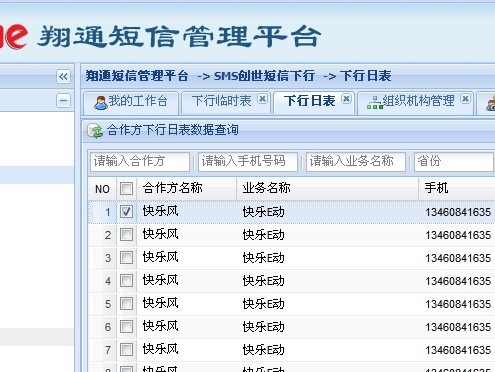 翔通短信管理平台
翔通短信管理平台 -> SMS创世短信下行 -> 下行日表
我的工作台 下行临时表 下行日表 组织机构管理
合作方下行日表数据查询
请输入合作方 请输入手机号码 请输入业务名称 省份
NO 合作方名称 业务名称 手机
1 快乐风 快乐E动 13460841635
2 快乐风 快乐E动 13460841635
3 快乐风 快乐E动 13460841635
4 快乐风 快乐E动 13460841635
5 快乐风 快乐E动 13460841635
6 快乐风 快乐E动 13460841635
7 快乐风 快乐E动 13460841635
8 快乐风 快乐E动 13460841635